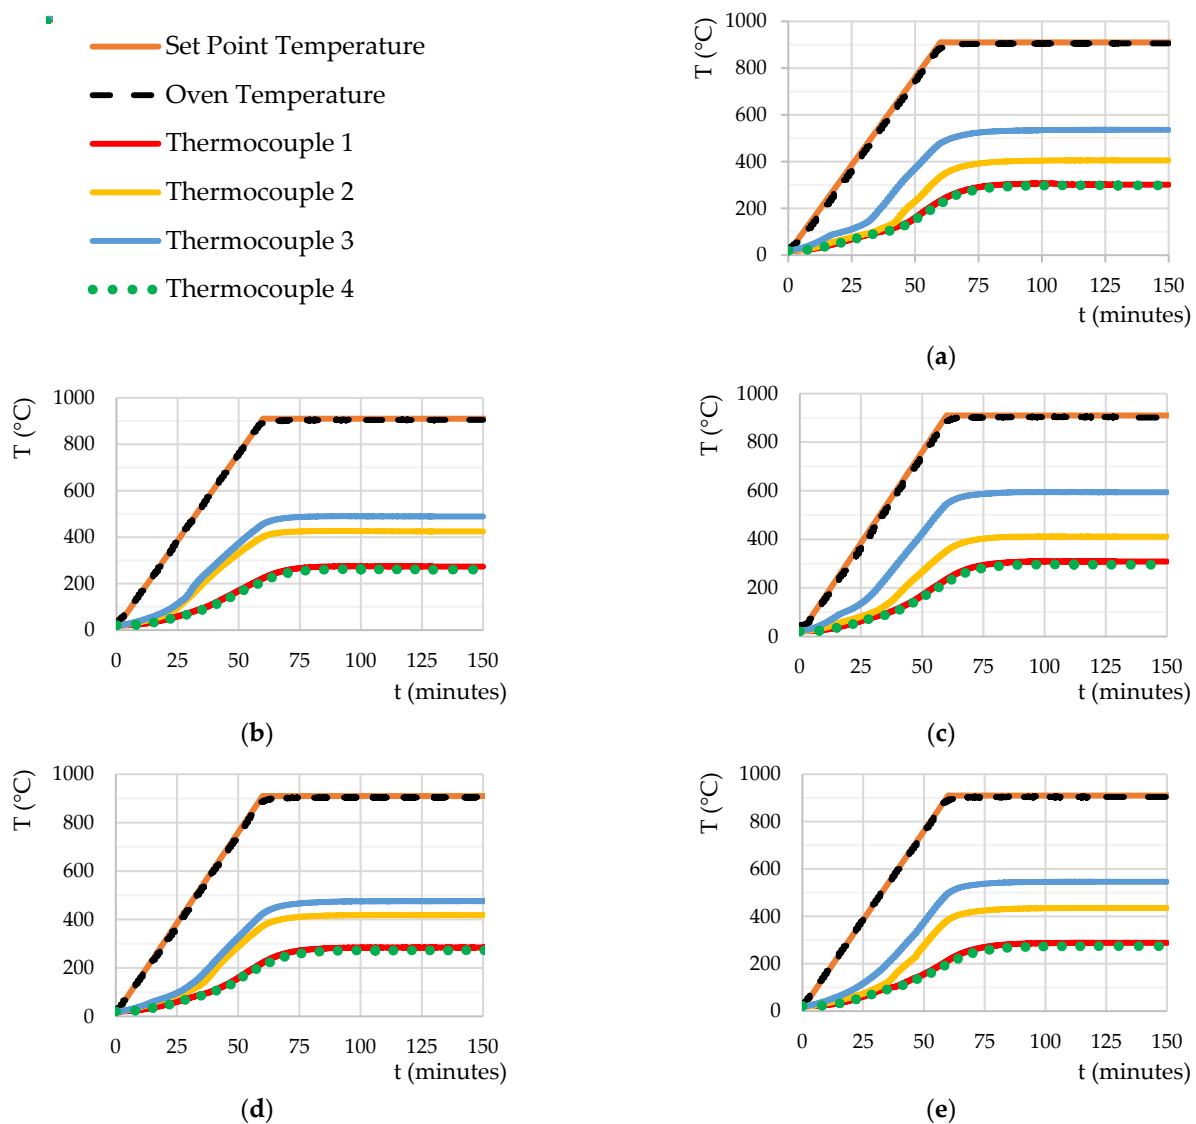 Set Point Temperature
Oven Temperature
Thermocouple 1
Thermocouple 2
Thermocouple 3
Thermocouple 4
T (°C)
1000
800
600
400
200
0
0 25 50 75 100 125 150
t (minutes)
(a)
T (°C)
1000
800
600
400
200
0
0 25 50 75 100 125 150
t (minutes)
(b)
T (°C)
1000
800
600
400
200
0
0 25 50 75 100 125 150
t (minutes)
(c)
T (°C)
1000
800
600
400
200
0
0 25 50 75 100 125 150
t (minutes)
(d)
T (°C)
1000
800
600
400
200
0
0 25 50 75 100 125 150
t (minutes)
(e)